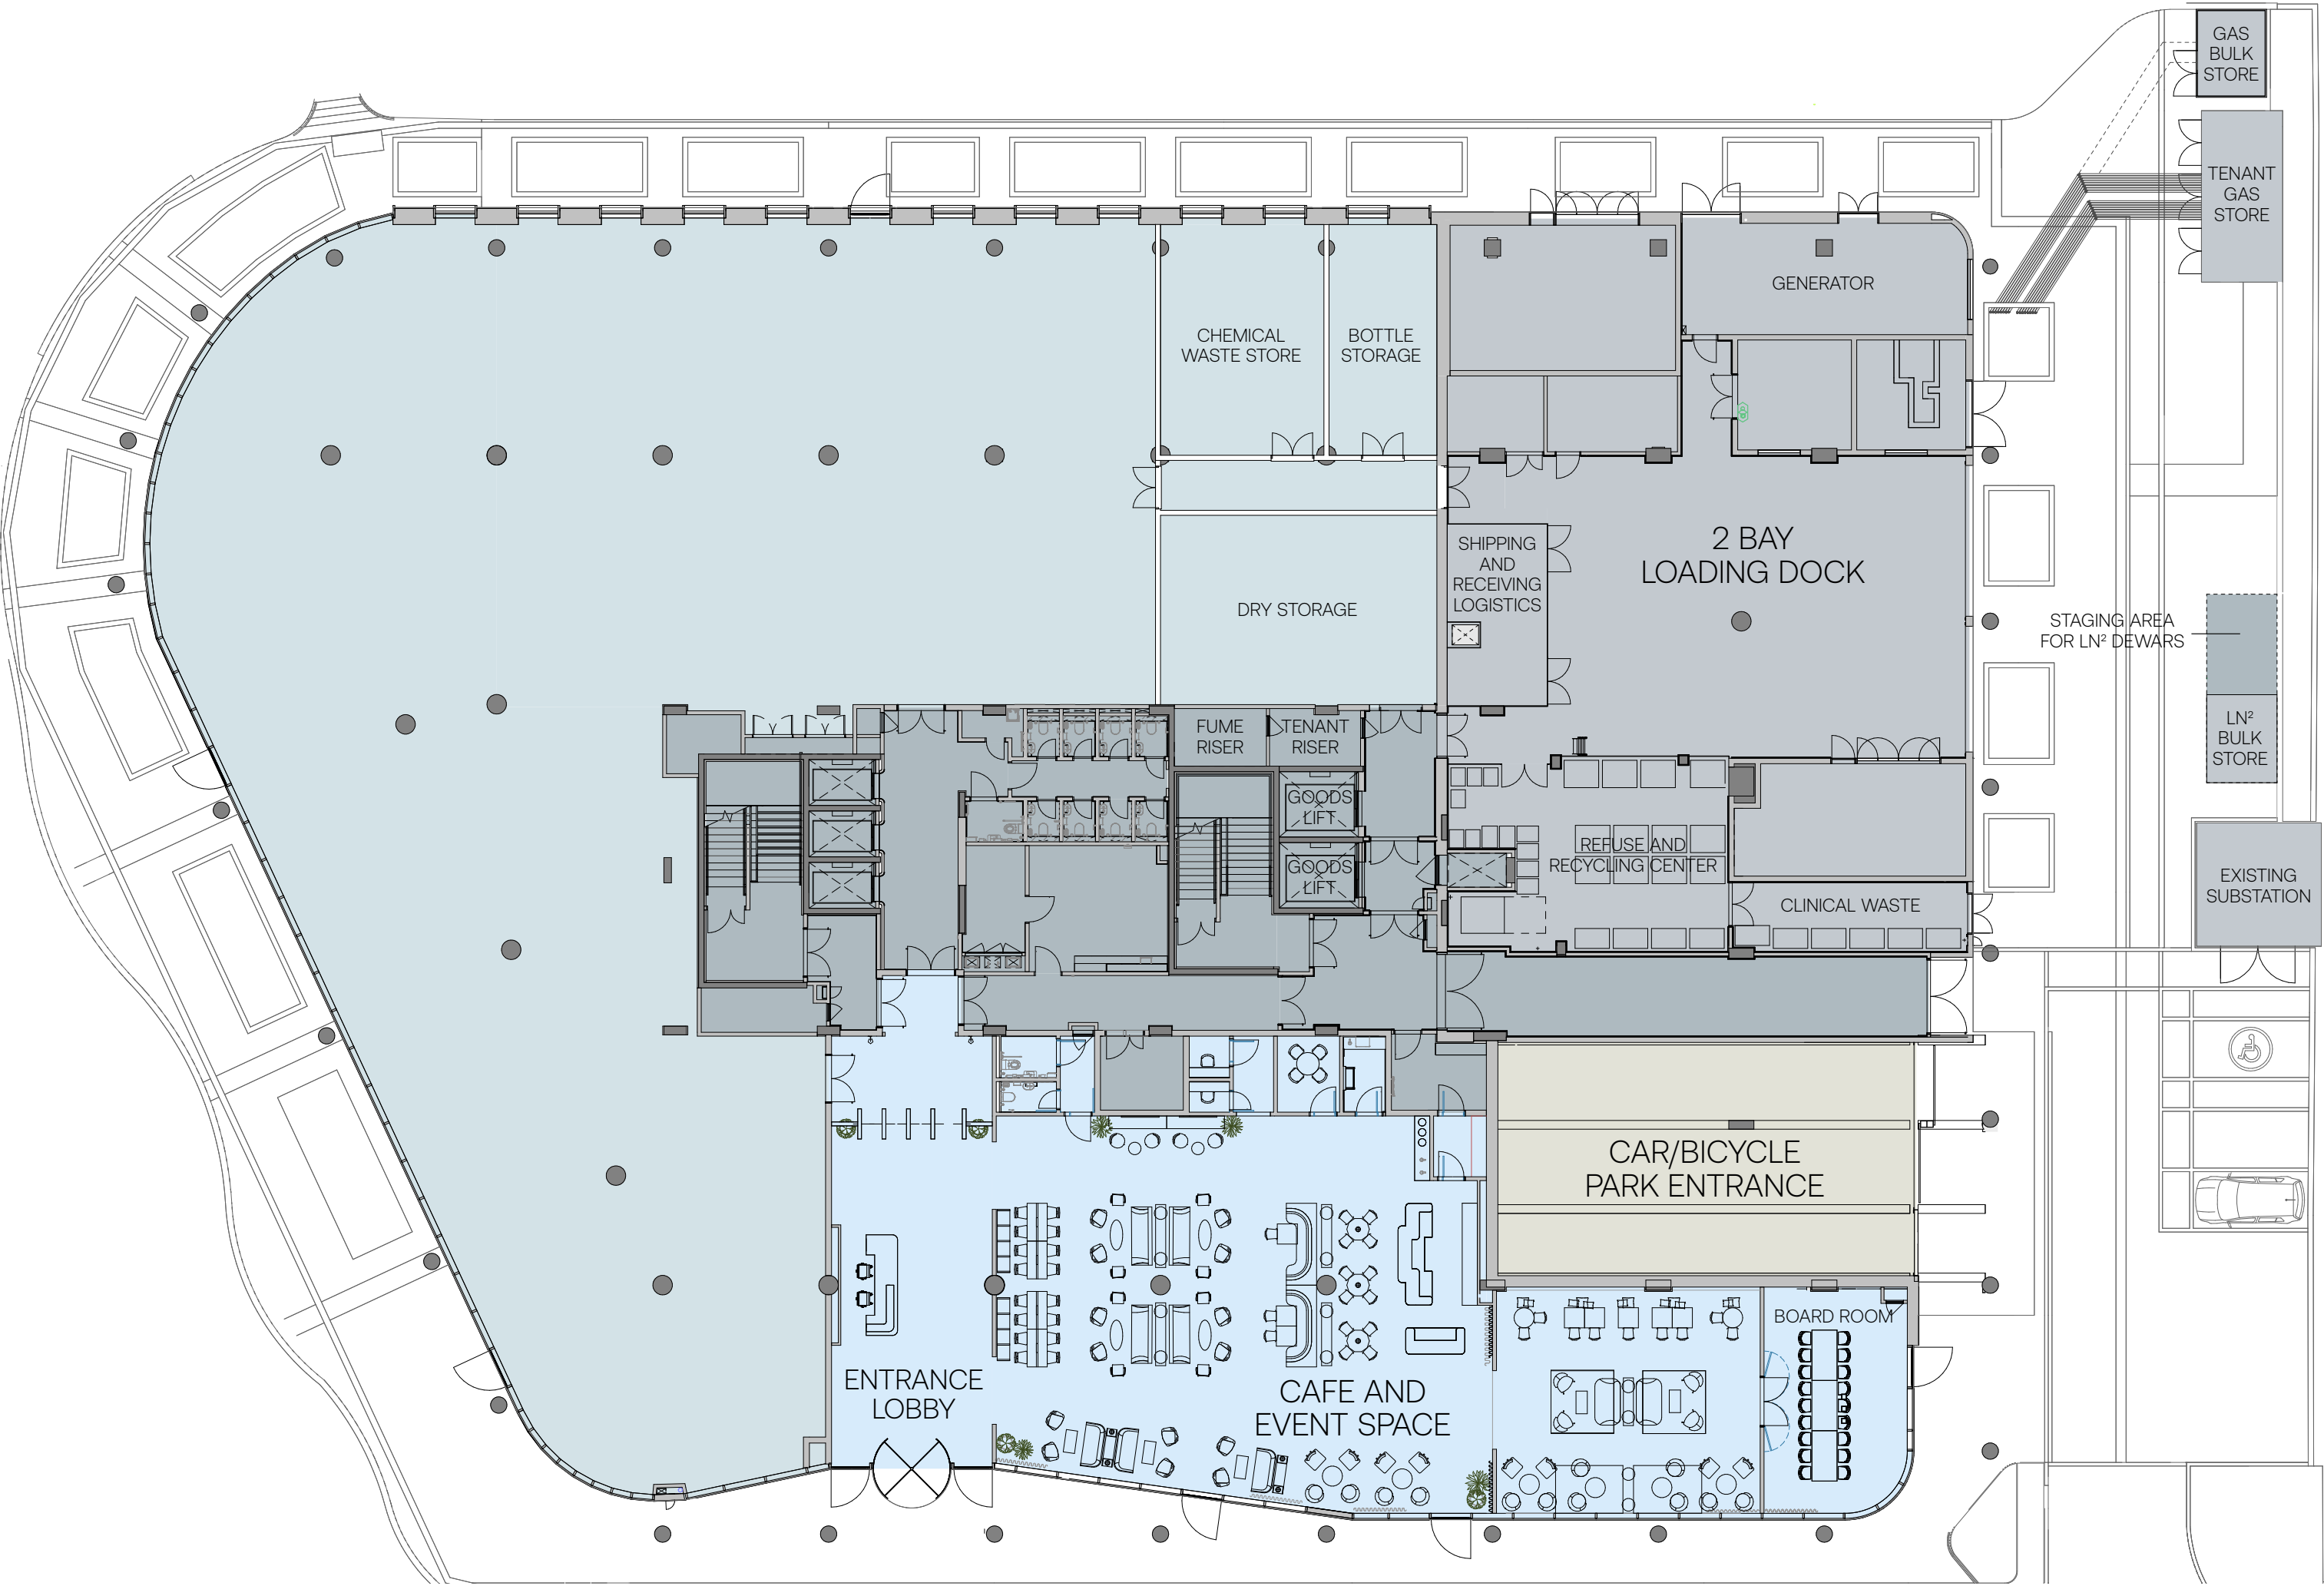 GAS
BULK
STORE
TENANT
GAS
STORE
GENERATOR
CHEMICAL
WASTE STORE
BOTTLE
STORAGE
2 BAY
LOADING DOCK
SHIPPING
AND
RECEIVING
LOGISTICS
DRY STORAGE
STAGING AREA
FOR LN² DEWARS
LN²
BULK
STORE
FUME
RISER
TENANT
RISER
GOODS
LIFT
GOODS
LIFT
REFUSE AND
RECYCLING CENTER
CLINICAL WASTE
EXISTING
SUBSTATION
CAR/BICYCLE
PARK ENTRANCE
BOARD ROOM
ENTRANCE
LOBBY
CAFE AND
EVENT SPACE